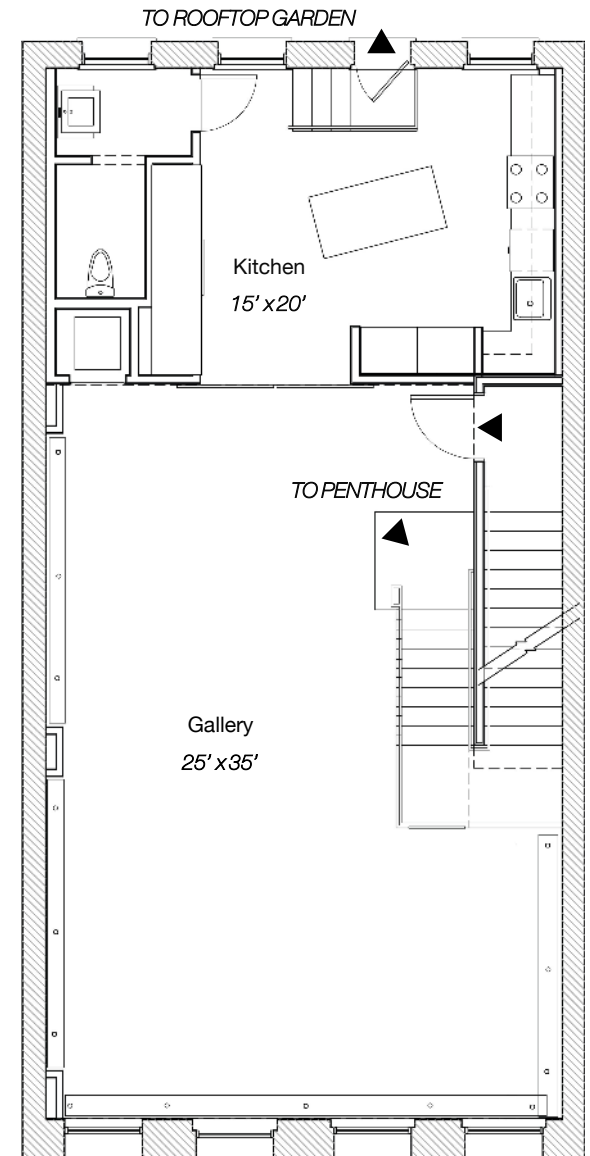 TO ROOFTOP GARDEN
Kitchen
15' x 20'
TO PENTHOUSE
Gallery
25' x 35'